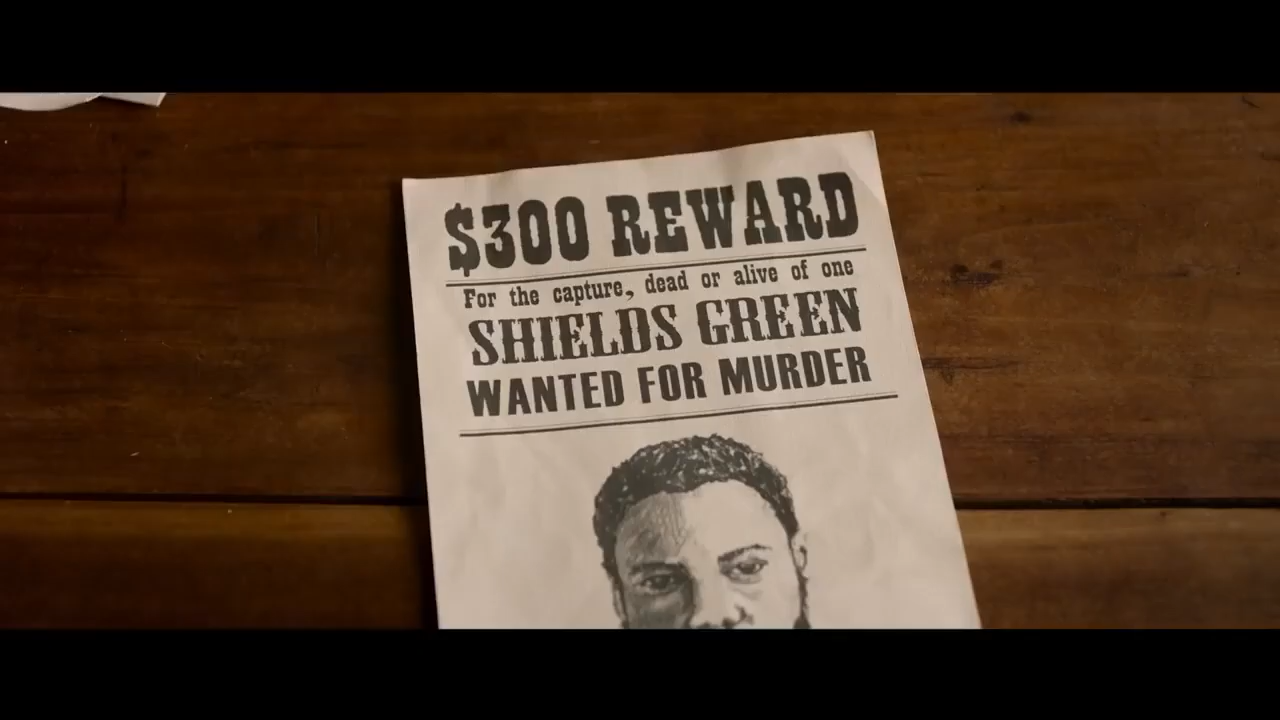 $300 REWARD
For the capture, dead or alive of one
SHIELDS GREEN
WANTED FOR MURDER